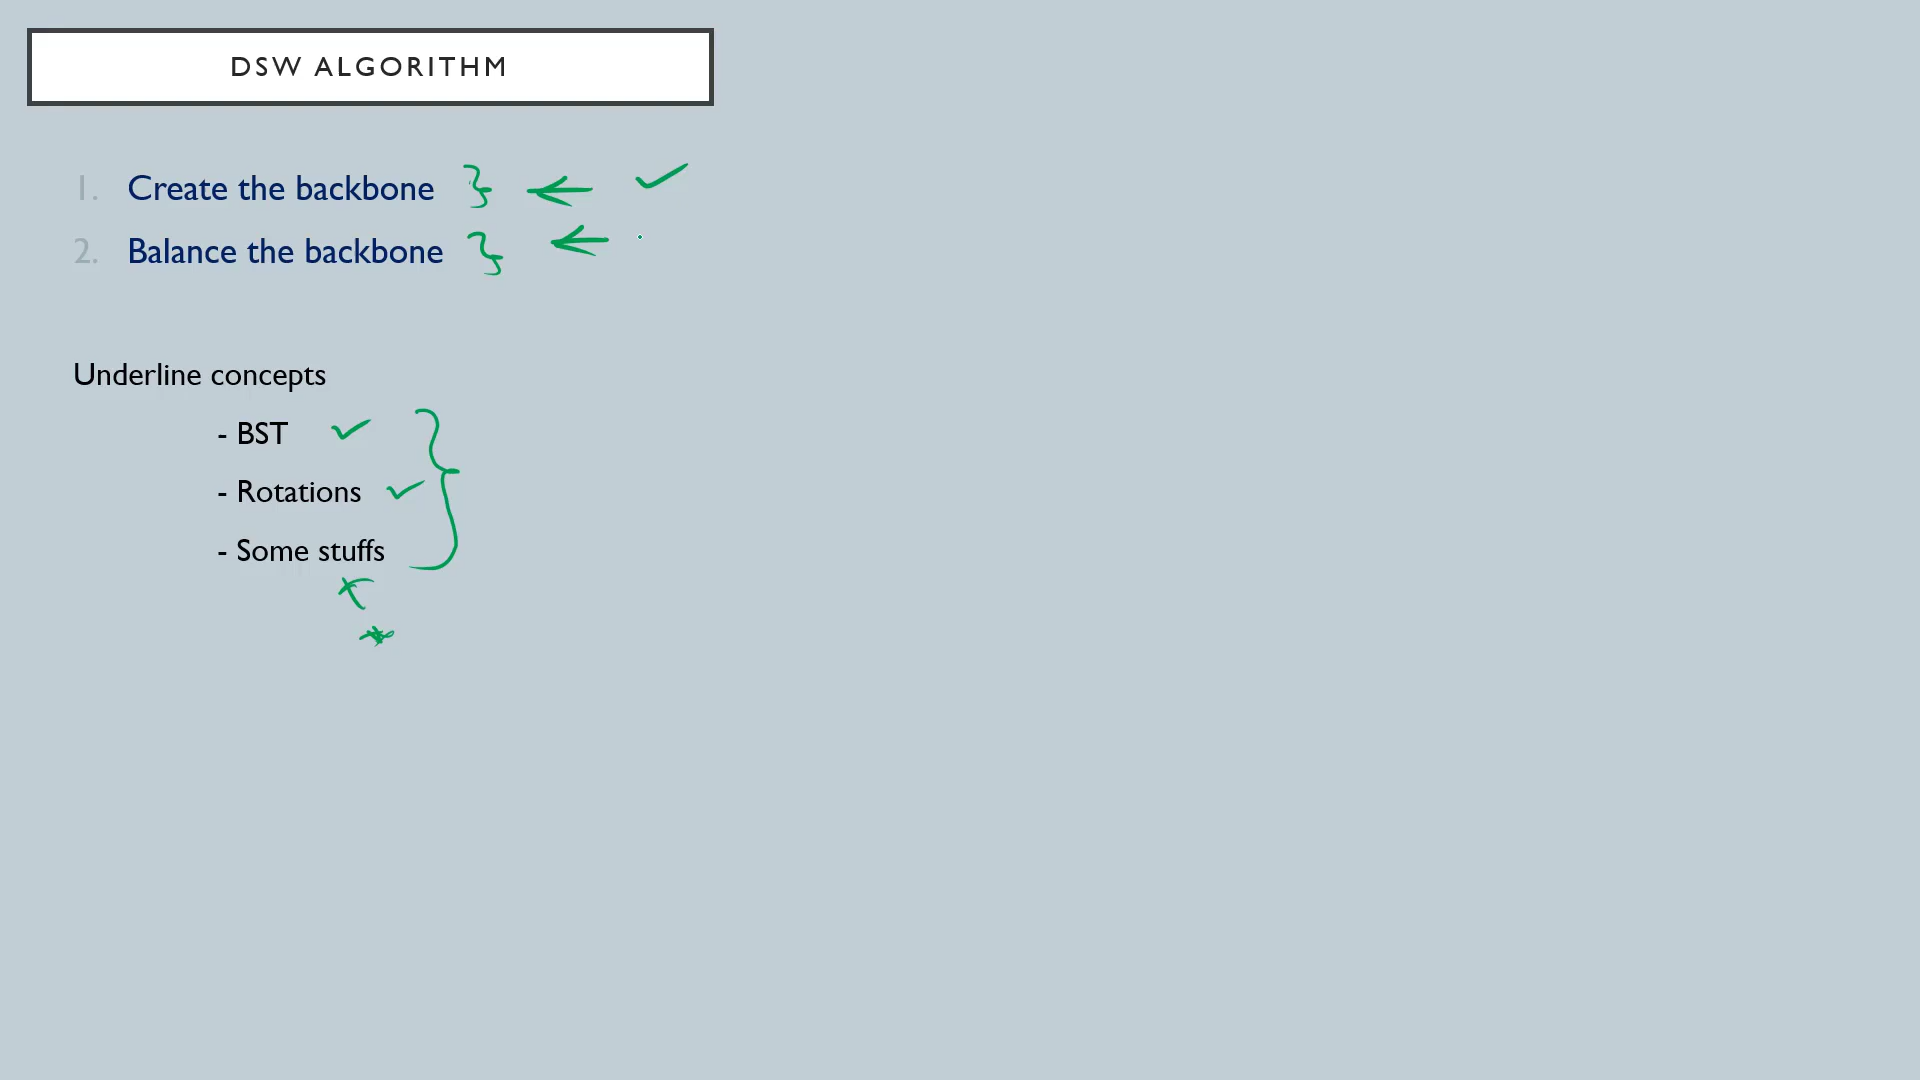 DSW ALGORITHM
1. Create the backbone
2. Balance the backbone
Underline concepts
- BST
- Rotations
- Some stuffs